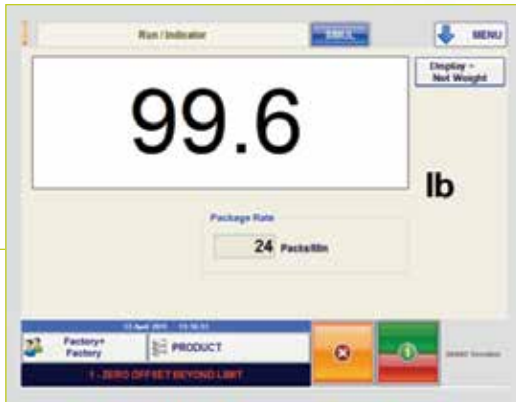 Run / Indicator
MENU
Display -
Net Weight
99.6
lb
Package Rate
24 Packs/Min
Factory+
Factory
PRODUCT
1 - ZERO OFFSET BEYOND LIMIT